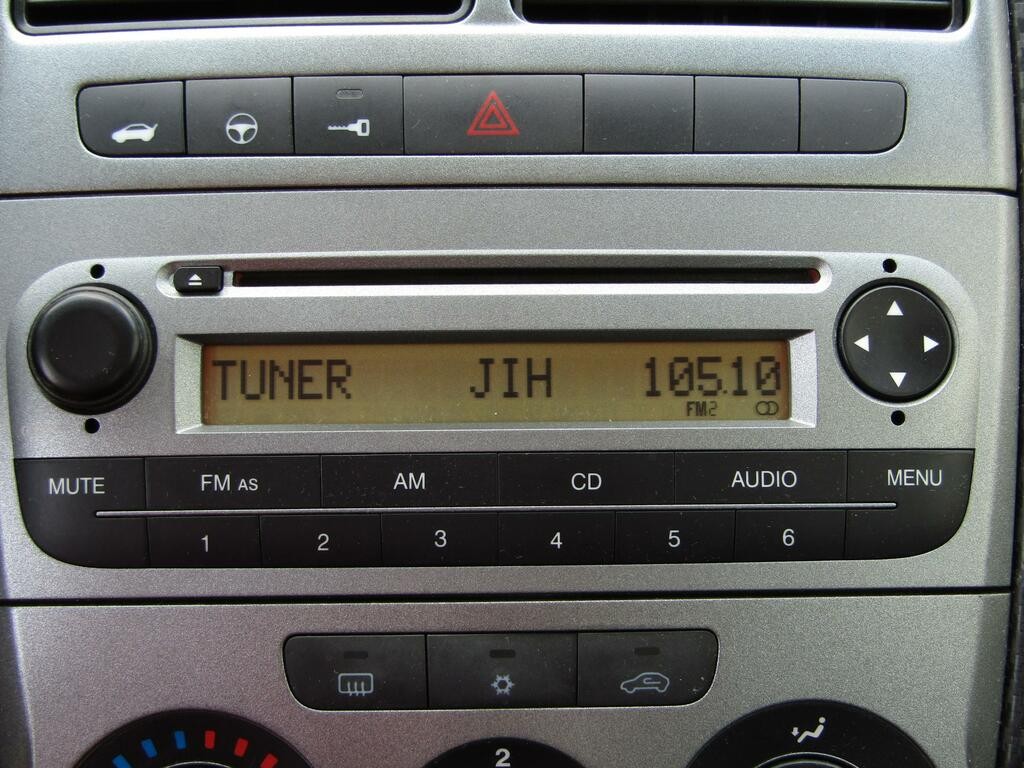 TUNER JIH 105.10
FM2
MUTE FM AS AM CD AUDIO MENU
1 2 3 4 5 6
2